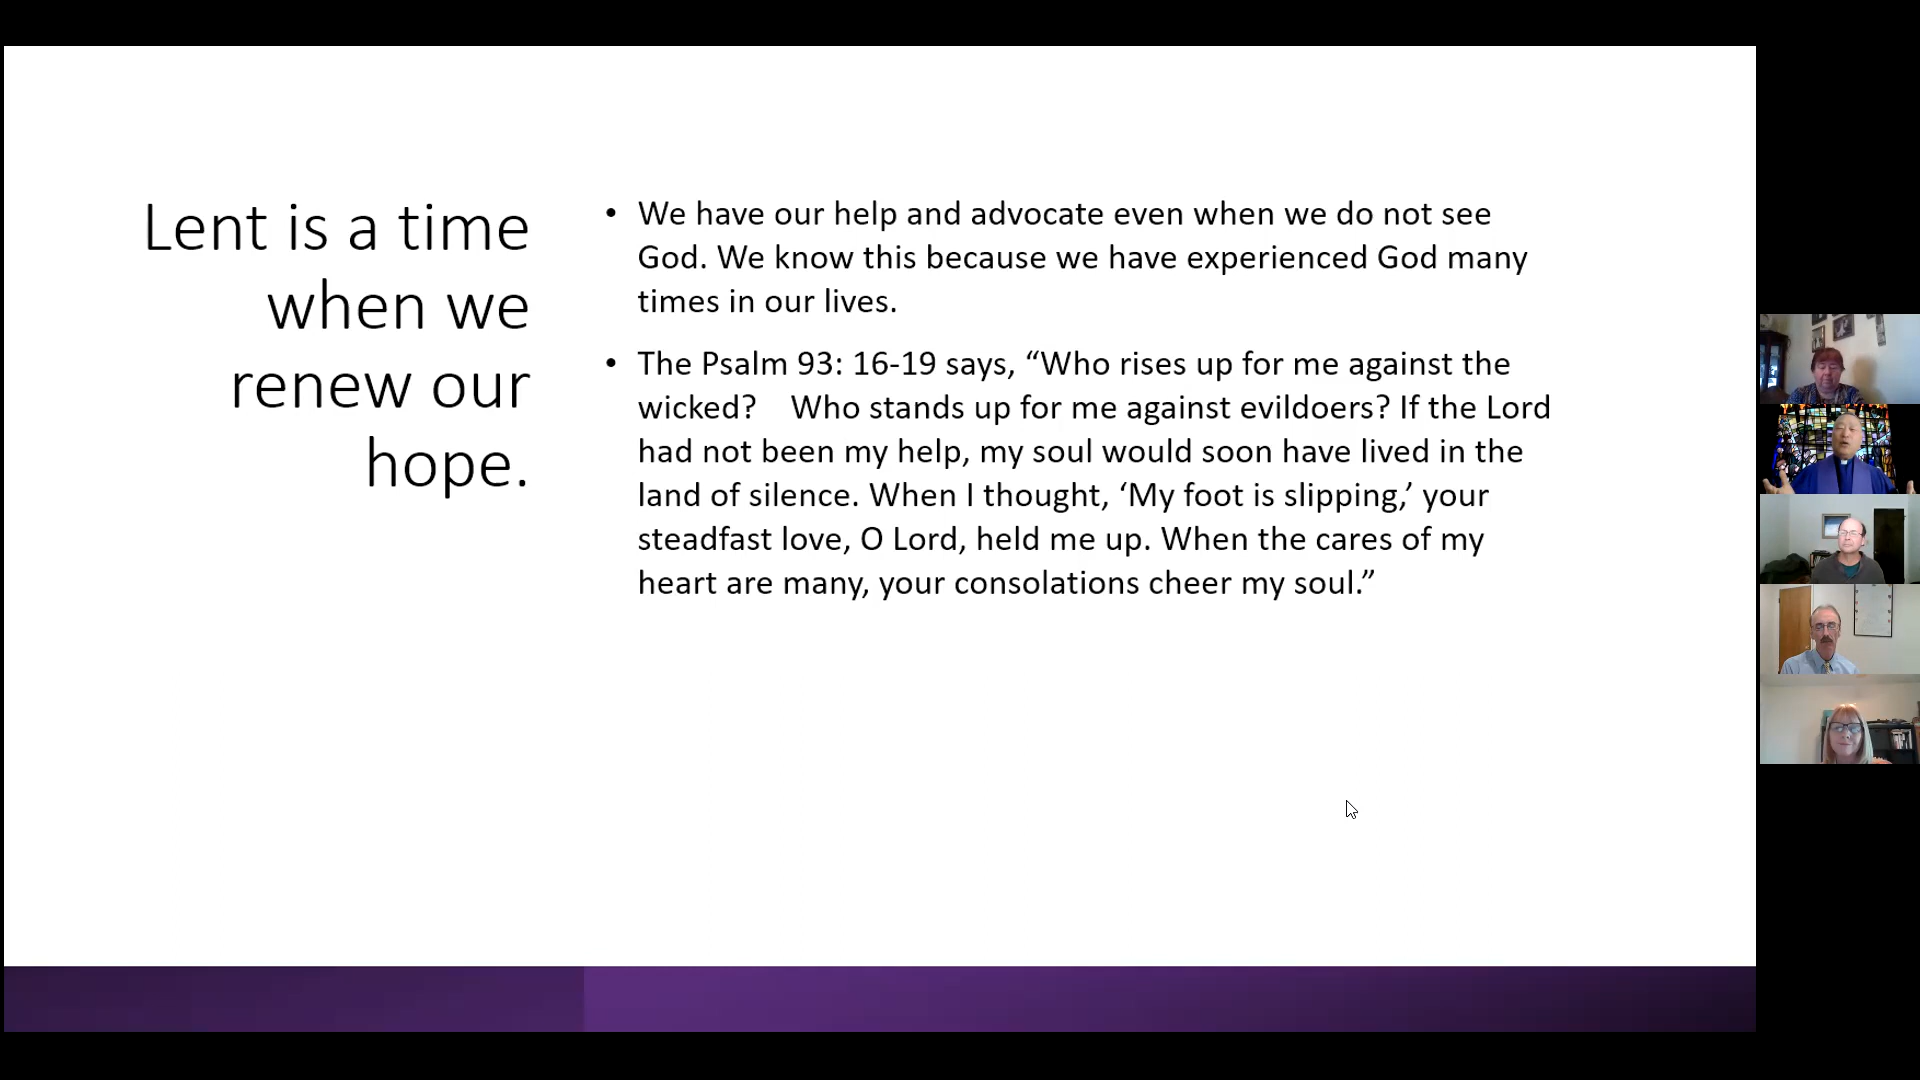 Lent is a time
when we
renew our
hope.
• We have our help and advocate even when we do not see
God. We know this because we have experienced God many
times in our lives.
• The Psalm 93: 16-19 says, “Who rises up for me against the
wicked?    Who stands up for me against evildoers? If the Lord
had not been my help, my soul would soon have lived in the
land of silence. When I thought, ‘My foot is slipping,’ your
steadfast love, O Lord, held me up. When the cares of my
heart are many, your consolations cheer my soul.”